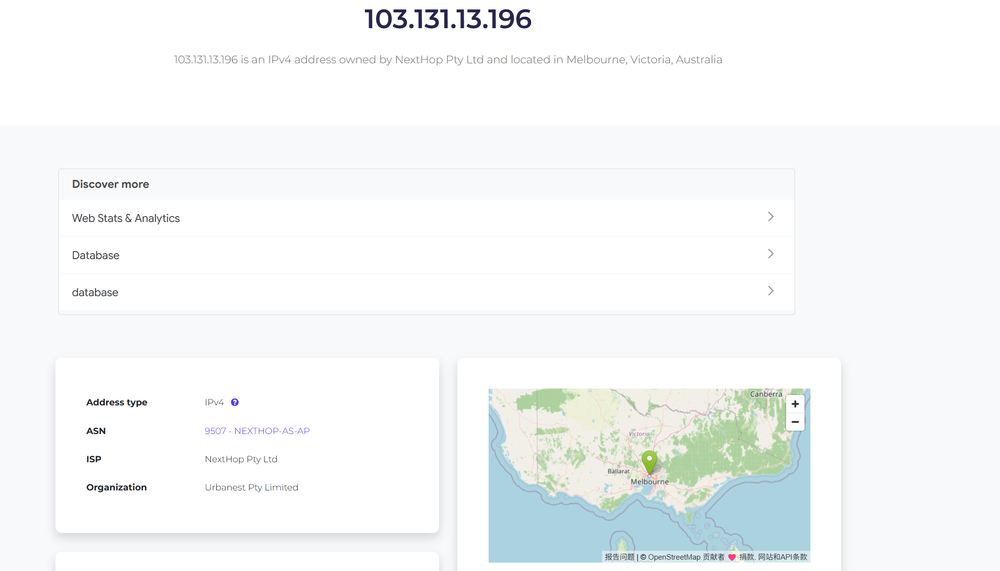 103.131.13.196
103.131.13.196 is an IPv4 address owned by NextHop Pty Ltd and located in Melbourne, Victoria, Australia
Discover more
Web Stats & Analytics
Database
database
Address type IPv4 ?
ASN 9507 - NEXTHOP-AS-AP
ISP NextHop Pty Ltd
Organization Urbanest Pty Limited
Canberra
+
−
Victoria
Ballarat
Melbourne
报告问题 | © OpenStreetMap 贡献者 ♥ 捐款. 网站和API条款